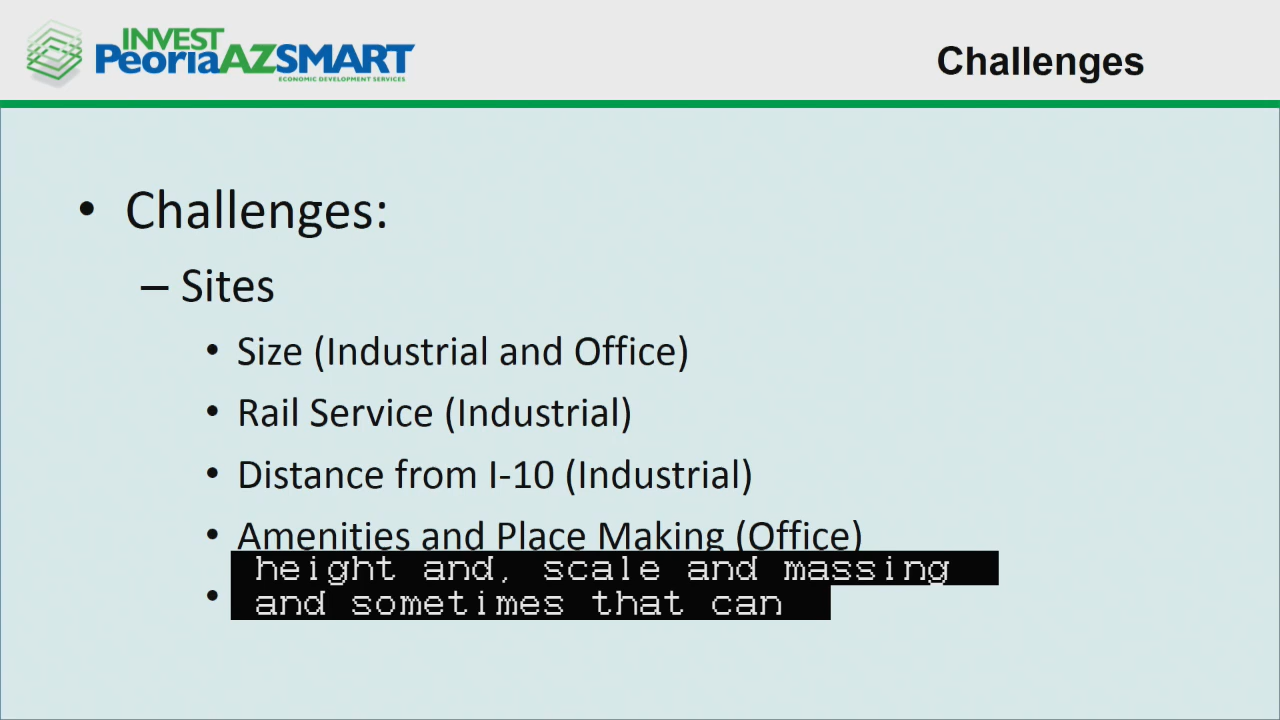 INVEST
PeoriaAZSMART
ECONOMIC DEVELOPMENT SERVICES
Challenges
• Challenges:
– Sites
• Size (Industrial and Office)
• Rail Service (Industrial)
• Distance from I-10 (Industrial)
• Amenities and Place Making (Office)
•
height and, scale and massing
and sometimes that can